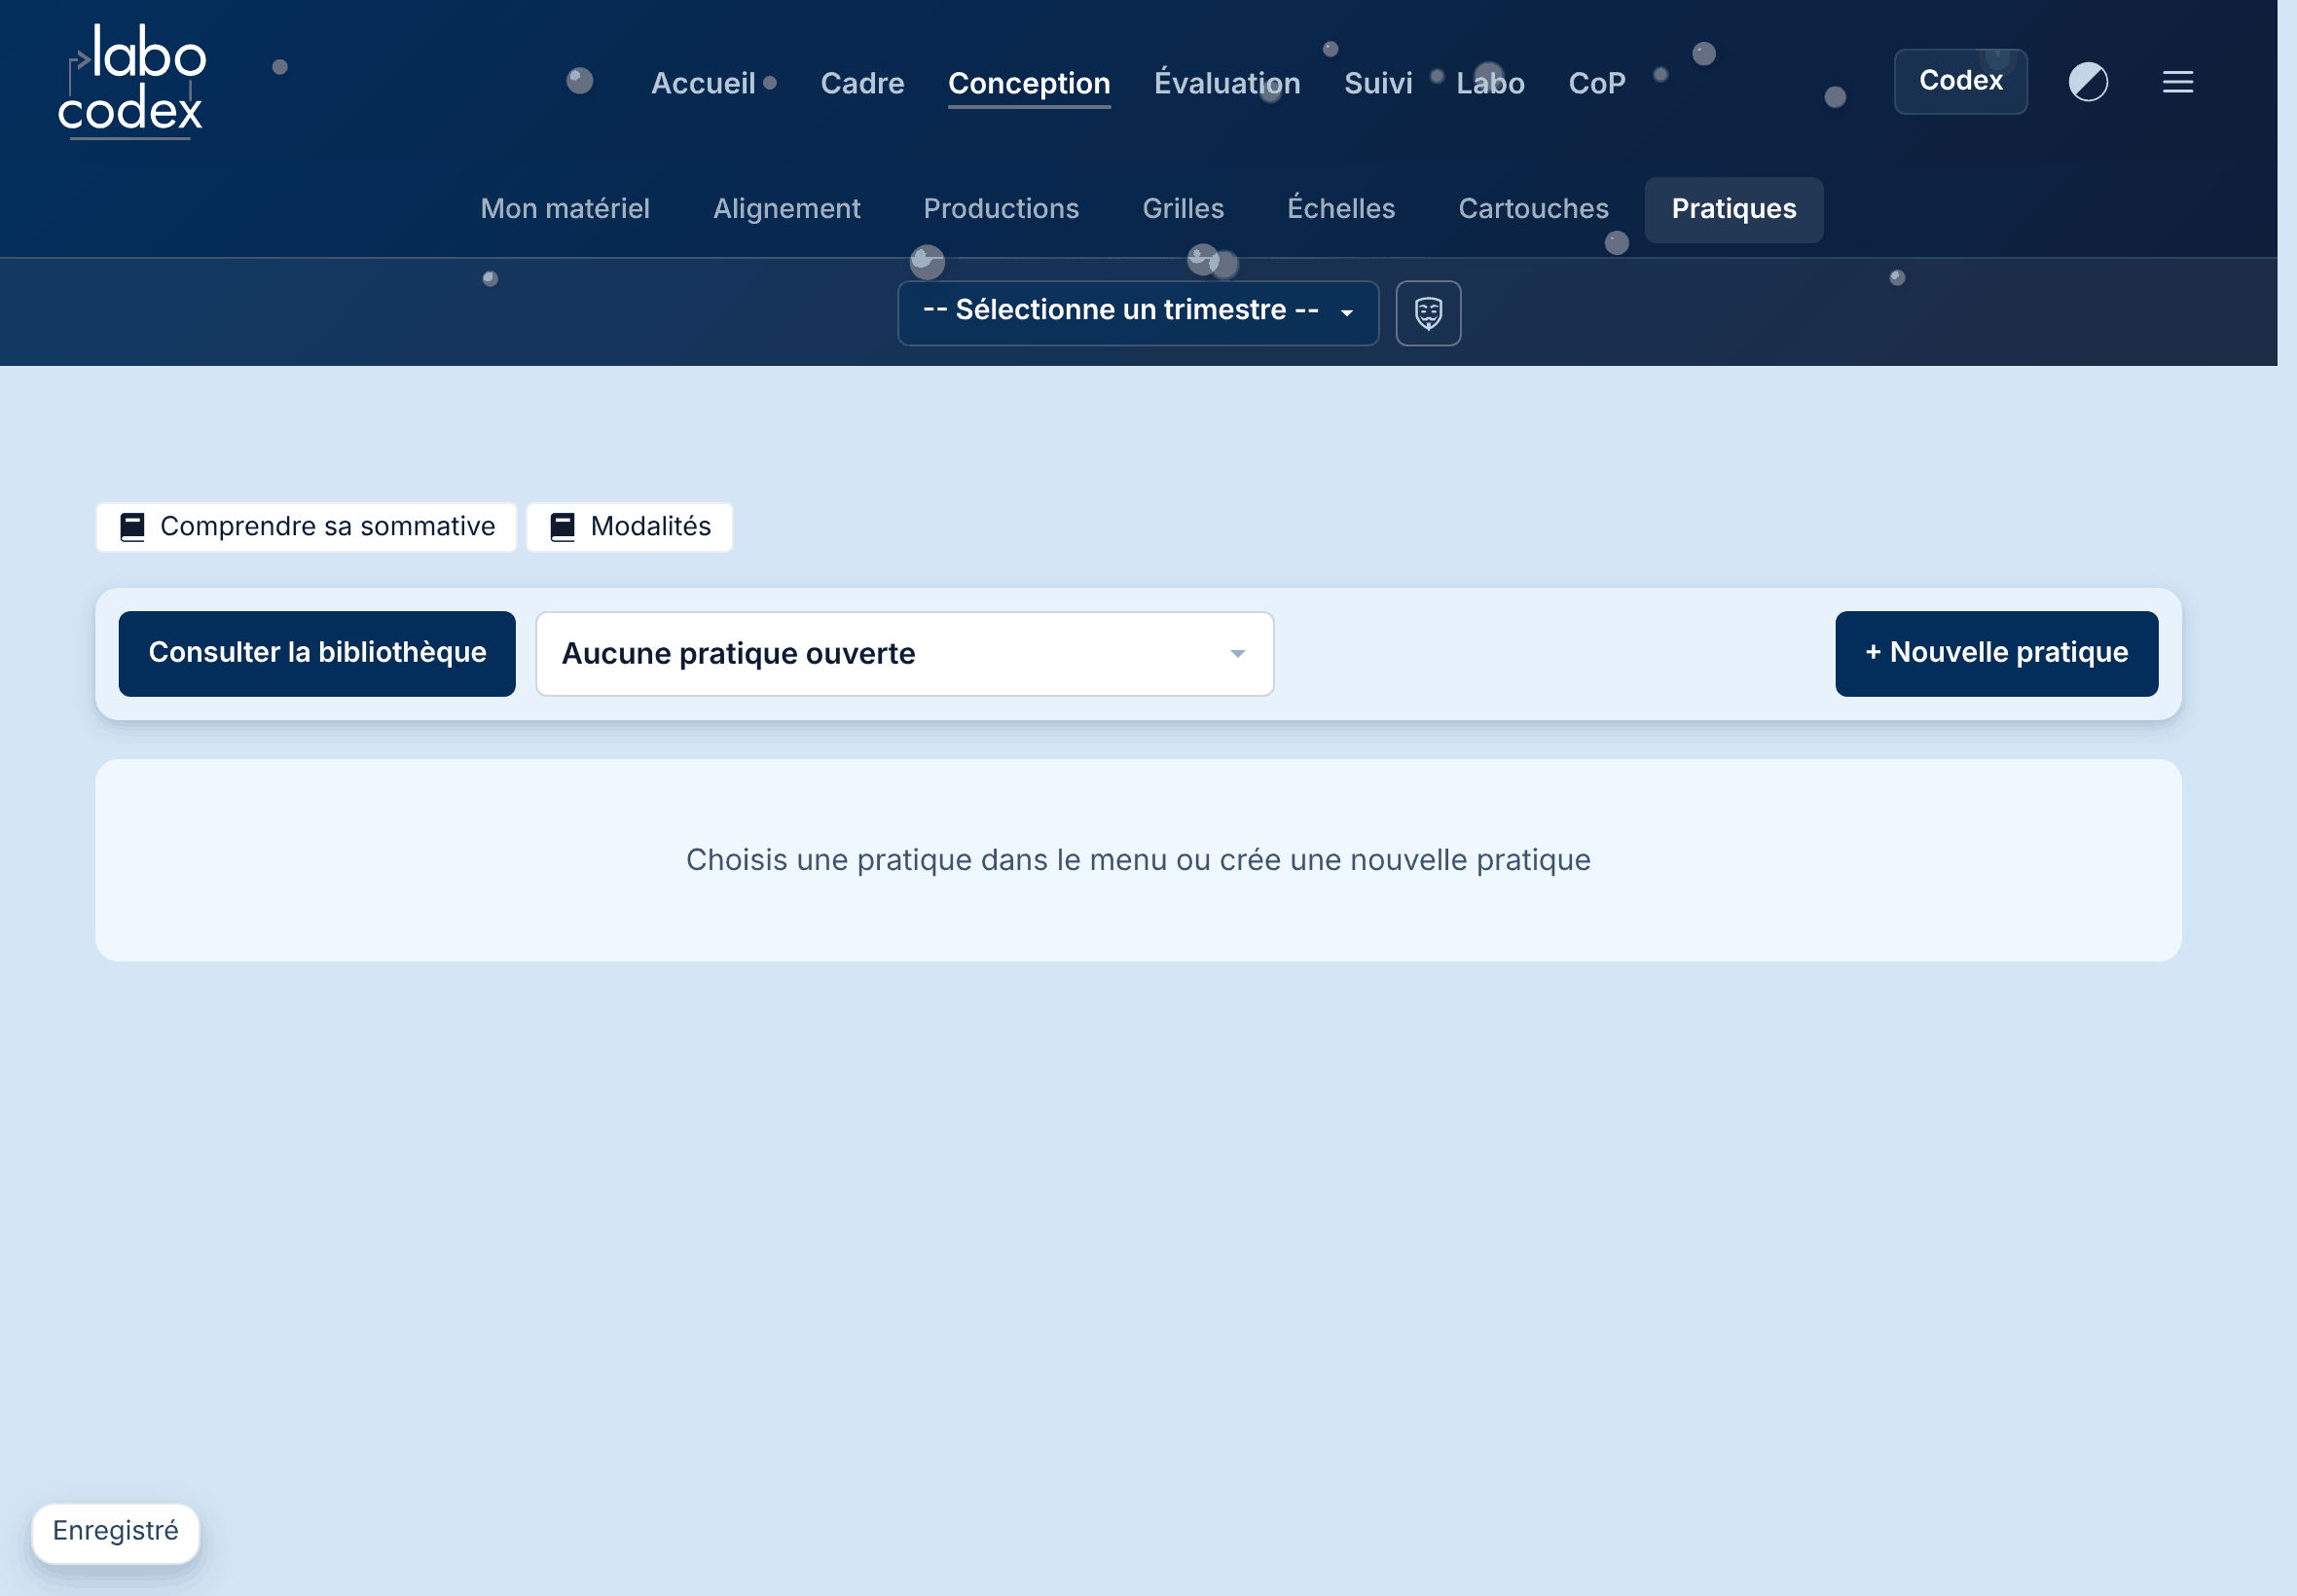 labo
codex
Accueil Cadre Conception Évaluation Suivi Labo CoP Codex
Mon matériel Alignement Productions Grilles Échelles Cartouches Pratiques
-- Sélectionne un trimestre --
Comprendre sa sommative Modalités
Consulter la bibliothèque Aucune pratique ouverte + Nouvelle pratique
Choisis une pratique dans le menu ou crée une nouvelle pratique
Enregistré